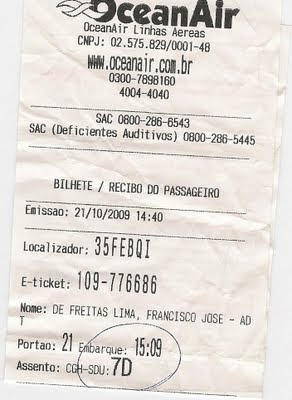 OceanAir
OceanAir Linhas Aereas
CNPJ: 02.575.829/0001-48
www.oceanair.com.br
0300-7898160
4004-4040
SAC 0800-286-6543
SAC (Deficientes Auditivos) 0800-286-5445
BILHETE / RECIBO DO PASSAGEIRO
Emissao: 21/10/2009 14:40
Localizador: 35FEBQI
E-ticket: 109-776686
Nome: DE FREITAS LIMA, FRANCISCO JOSE - AD
T
Portao: 21 Embarque: 15:09
Assento: CGH-SDU: 7D